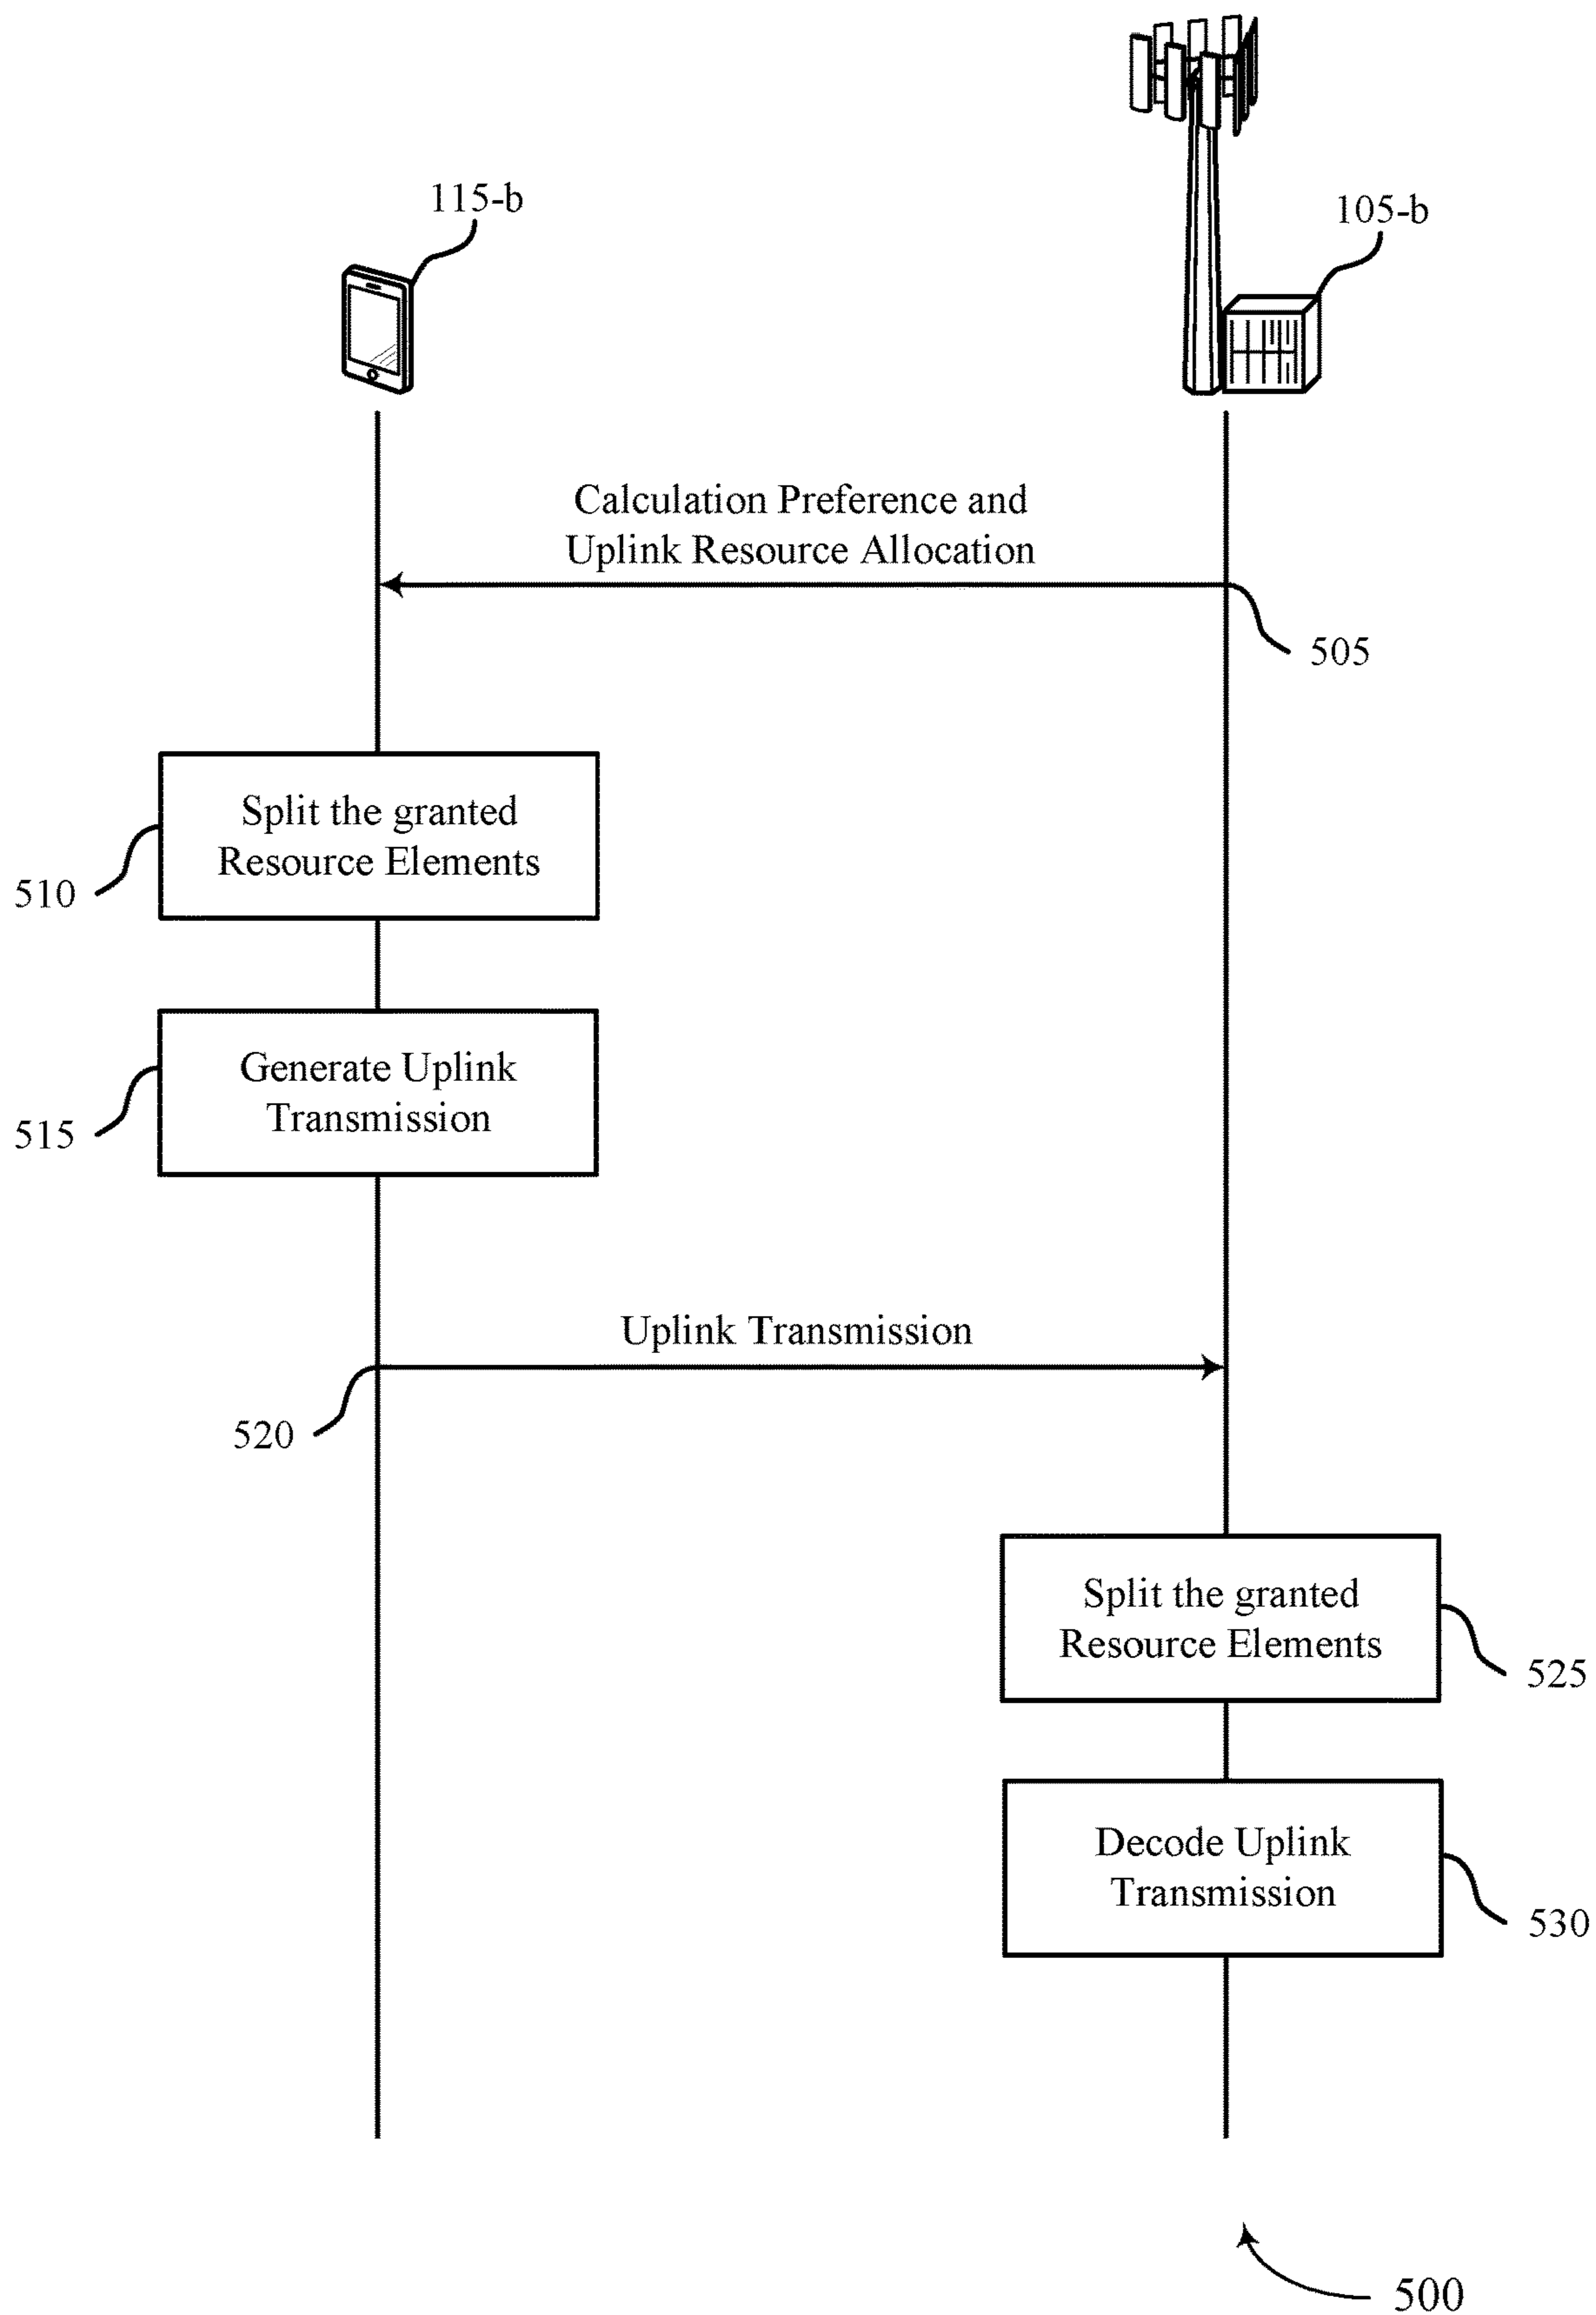 115-b
105-b
Calculation Preference and
Uplink Resource Allocation
505
Split the granted
Resource Elements
510
Generate Uplink
Transmission
515
Uplink Transmission
520
Split the granted
Resource Elements
525
Decode Uplink
Transmission
530
500